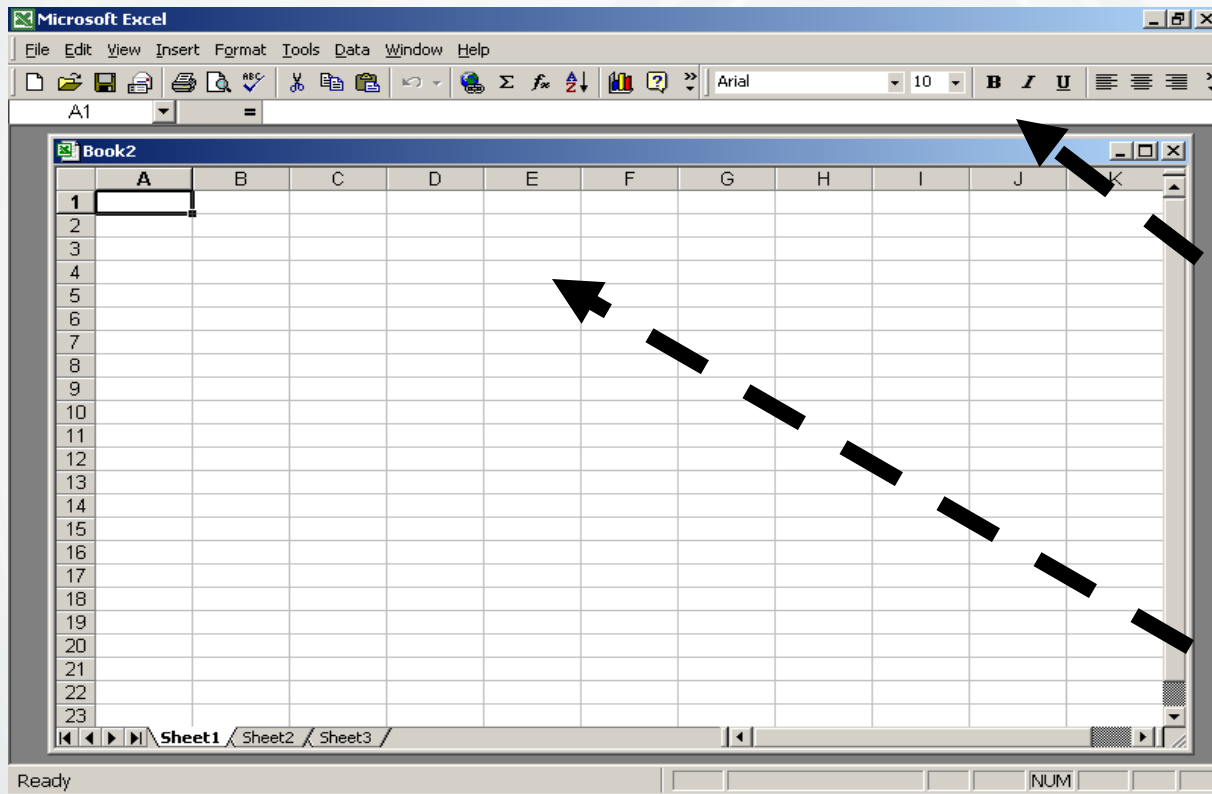 Microsoft Excel
File Edit View Insert Format Tools Data Window Help
ABC Σ fx A Z ? » Arial 10 B I U
A1 =
Book2
A B C D E F G H I J K
1
2
3
4
5
6
7
8
9
10
11
12
13
14
15
16
17
18
19
20
21
22
23
Sheet1 Sheet2 Sheet3
Ready NUM